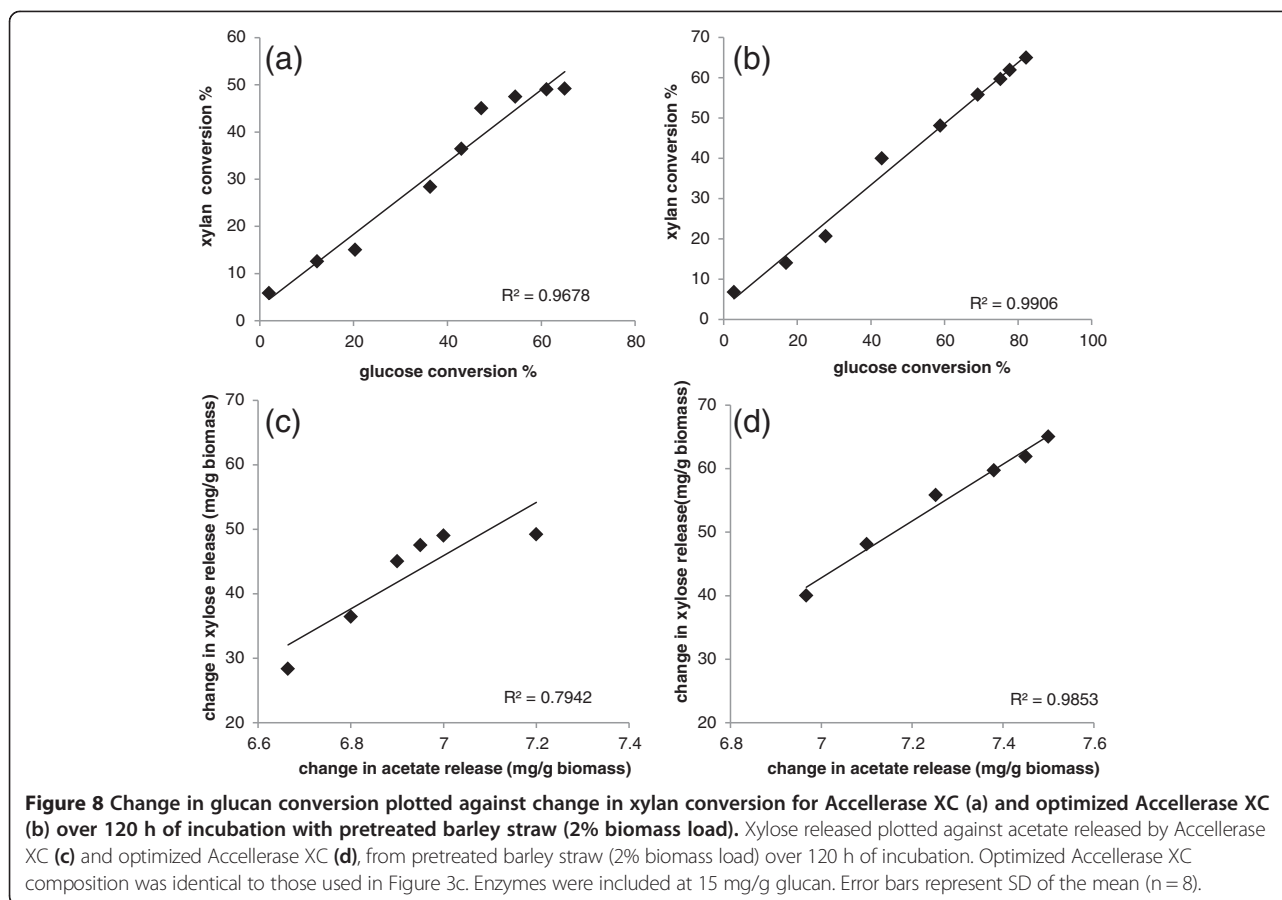 (a)
60
50
40
30
20
10
0
xylan conversion %
R² = 0.9678
0 20 40 60 80
glucose conversion %
(b)
70
60
50
40
30
20
10
0
xylan conversion %
R² = 0.9906
0 20 40 60 80 100
glucose conversion %
(c)
70
60
50
40
30
20
change in xylose release (mg/g biomass)
R² = 0.7942
6.6 6.8 7 7.2 7.4
change in acetate release (mg/g biomass)
(d)
70
60
50
40
30
20
change in xylose release(mg/g biomass)
R² = 0.9853
6.8 7 7.2 7.4 7.6
change in acetate release (mg/g biomass)
Figure 8 Change in glucan conversion plotted against change in xylan conversion for Accellerase XC (a) and optimized Accellerase XC
(b) over 120 h of incubation with pretreated barley straw (2% biomass load). Xylose released plotted against acetate released by Accellerase
XC (c) and optimized Accellerase XC (d), from pretreated barley straw (2% biomass load) over 120 h of incubation. Optimized Accellerase XC
composition was identical to those used in Figure 3c. Enzymes were included at 15 mg/g glucan. Error bars represent SD of the mean (n = 8).